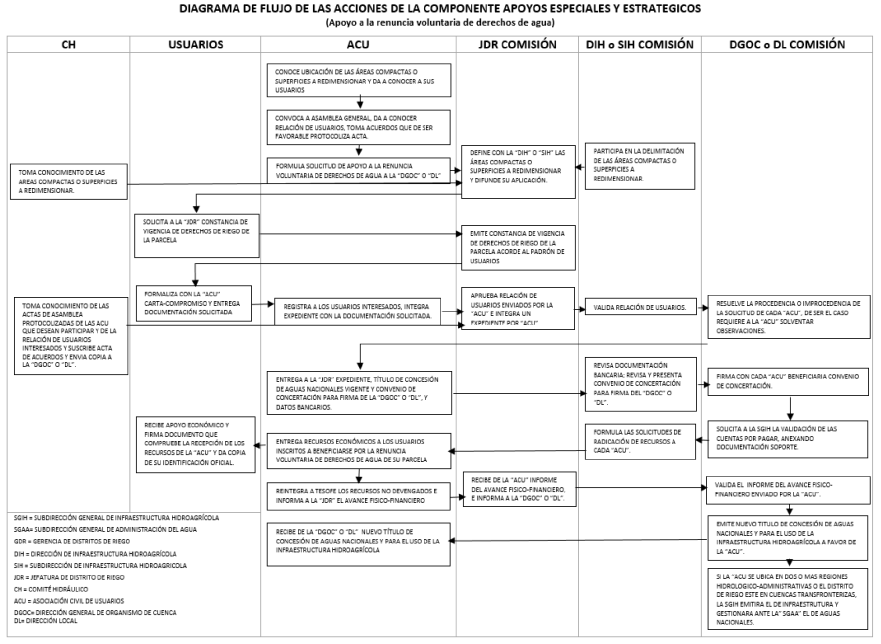 DIAGRAMA DE FLUJO DE LAS ACCIONES DE LA COMPONENTE APOYOS ESPECIALES Y ESTRATEGICOS
(Apoyo a la renuncia voluntaria de derechos de agua)
CH
USUARIOS
ACU
JDR COMISIÓN
DIH o SIH COMISIÓN
DGOC o DL COMISIÓN
CONOCE UBICACIÓN DE LAS ÁREAS COMPACTAS O
SUPERFICIES A REDIMENSIONAR Y DA A CONOCER A SUS
USUARIOS
CONVOCA A ASAMBLEA GENERAL, DA A CONOCER
RELACIÓN DE USUARIOS, TOMA ACUERDOS QUE DE SER
FAVORABLE PROTOCOLIZA ACTA.
FORMULA SOLICITUD DE APOYO A LA RENUNCIA
VOLUNTARIA DE DERECHOS DE AGUA A LA "DGOC" O "DL"
DEFINE CON LA "DIH" O "SIH" LAS
ÁREAS COMPACTAS O
SUPERFICIES A REDIMENSIONAR
Y DIFUNDE SU APLICACIÓN.
PARTICIPA EN LA DELIMITACIÓN
DE LAS ÁREAS COMPACTAS O
SUPERFICIES A
REDIMENSIONAR.
TOMA CONOCIMIENTO DE LAS
AREAS COMPACTAS O SUPERFICIES
A REDIMENSIONAR.
SOLICITA A LA "JDR" CONSTANCIA DE
VIGENCIA DE DERECHOS DE RIEGO DE
LA PARCELA
EMITE CONSTANCIA DE VIGENCIA
DE DERECHOS DE RIEGO DE LA
PARCELA ACORDE AL PADRÓN DE
USUARIOS
FORMALIZA CON LA "ACU"
CARTA-COMPROMISO Y ENTREGA
DOCUMENTACIÓN SOLICITADA
TOMA CONOCIMIENTO DE LAS
ACTAS DE ASAMBLEA
PROTOCOLIZADAS DE LAS ACU
QUE DESEAN PARTICIPAR Y DE LA
RELACIÓN DE USUARIOS
INTERESADOS Y SUSCRIBE ACTA
DE ACUERDOS Y ENVIA COPIA A
LA "DGOC" O "DL".
REGISTRA A LOS USUARIOS INTERESADOS, INTEGRA
EXPEDIENTE CON LA DOCUMENTACIÓN SOLICITADA.
APRUEBA RELACIÓN DE
USUARIOS ENVIADOS POR LA
"ACU" E INTEGRA UN
EXPEDIENTE POR "ACU"
VALIDA RELACIÓN DE USUARIOS.
RESUELVE LA PROCEDENCIA O IMPROCEDENCIA DE
LA SOLICITUD DE CADA "ACU", DE SER EL CASO
REQUIERE A LA "ACU" SOLVENTAR
OBSERVACIONES.
ENTREGA A LA "JDR" EXPEDIENTE, TÍTULO DE CONCESIÓN
DE AGUAS NACIONALES VIGENTE Y CONVENIO DE
CONCERTACIÓN PARA FIRMA DE LA "DGOC" O "DL", Y
DATOS BANCARIOS.
REVISA DOCUMENTACIÓN
BANCARIA; REVISA Y PRESENTA
CONVENIO DE CONCERTACIÓN
PARA FIRMA DEL "DGOC" O
"DL".
FIRMA CON CADA "ACU" BENEFICIARIA CONVENIO
DE CONCERTACIÓN.
RECIBE APOYO ECONÓMICO Y
FIRMA DOCUMENTO QUE
COMPRUEBE LA RECEPCIÓN DE LOS
RECURSOS DE LA "ACU" Y DA COPIA
DE SU IDENTIFICACIÓN OFICIAL.
ENTREGA RECURSOS ECONÓMICOS A LOS USUARIOS
INSCRITOS A BENEFICIARSE POR LA RENUNCIA
VOLUNTARIA DE DERECHOS DE AGUA DE SU PARCELA
FORMULA LAS SOLICITUDES DE
RADICACIÓN DE RECURSOS A
CADA "ACU".
SOLICITA A LA SGIH LA VALIDACIÓN DE LAS
CUENTAS POR PAGAR, ANEXANDO
DOCUMENTACIÓN SOPORTE.
REINTEGRA A TESOFE LOS RECURSOS NO DEVENGADOS E
INFORMA A LA "JDR" EL AVANCE FISICO-FINANCIERO
RECIBE DE LA "ACU" INFORME
DEL AVANCE FISICO-FINANCIERO,
E INFORMA A LA "DGOC" O "DL".
VALIDA EL INFORME DEL AVANCE FISICO-
FINANCIERO ENVIADO POR LA "ACU".
RECIBE DE LA "DGOC" O "DL" NUEVO TÍTULO DE
CONCESIÓN DE AGUAS NACIONALES Y PARA EL USO DE LA
INFRAESTRUCTURA HIDROAGRÍCOLA
EMITE NUEVO TITULO DE CONCESIÓN DE AGUAS
NACIONALES Y PARA EL USO DE LA
INFRAESTRUCTURA HIDROAGRÍCOLA A FAVOR DE
LA "ACU".
SI LA "ACU SE UBICA EN DOS O MAS REGIONES
HIDROLOGICO-ADMINISTRATIVAS O EL DISTRITO
DE RIEGO ESTE EN CUENCAS TRANSFRONTERIZAS,
LA SGIH EMITIRA EL DE INFRAESTRUTURA Y
GESTIONARA ANTE LA "SGAA" EL DE AGUAS
NACIONALES.
SGIH = SUBDIRECCIÓN GENERAL DE INFRAESTRUCTURA HIDROAGRÍCOLA
SGAA= SUBDIRECCIÓN GENERAL DE ADMINISTRACIÓN DEL AGUA
GDR = GERENCIA DE DISTRITOS DE RIEGO
DIH = DIRECCIÓN DE INFRAESTRUCTURA HIDROAGRÍCOLA
SIH = SUBDIRECCIÓN DE INFRAESTRUCTURA HIDROAGRICOLA
JDR = JEFATURA DE DISTRITO DE RIEGO
CH = COMITÉ HIDRÁULICO
ACU = ASOCIACIÓN CIVIL DE USUARIOS
DGOC= DIRECCIÓN GENERAL DE ORGANISMO DE CUENCA
DL= DIRECCIÓN LOCAL